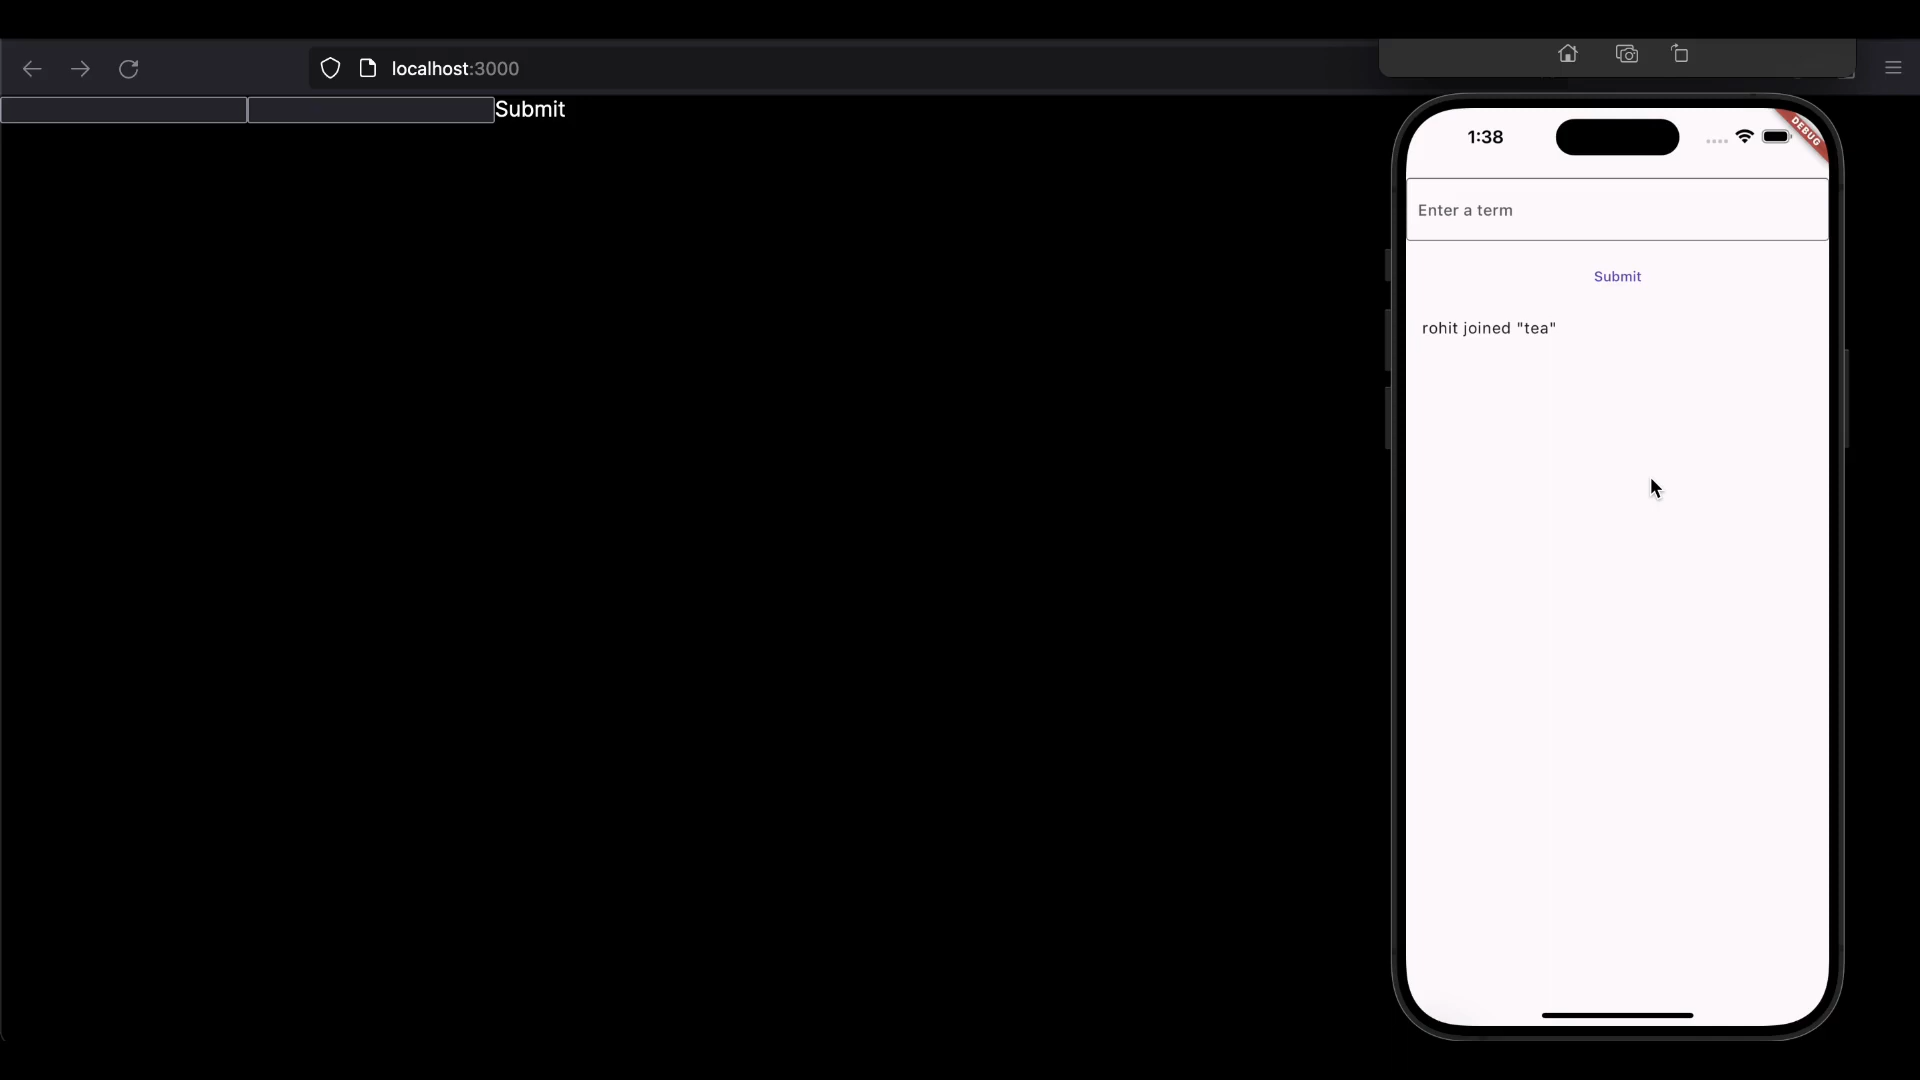 localhost:3000
Submit
1:38
DEBUG
Enter a term
Submit
rohit joined "tea"